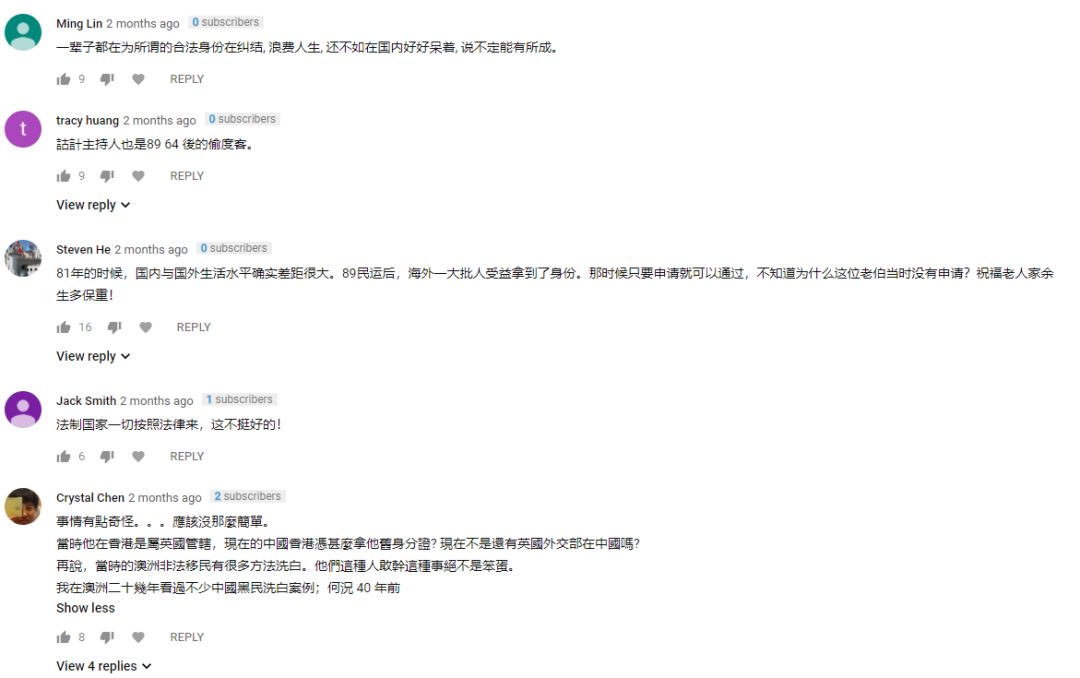 Ming Lin 2 months ago 0 subscribers
一辈子都在为所谓的合法身份在纠结, 浪费人生, 还不如在国内好好呆着, 说不定能有所成。
9 REPLY
t
tracy huang 2 months ago 0 subscribers
詁計主持人也是89 64 後的偷度客。
9 REPLY
View reply
Steven He 2 months ago 0 subscribers
81年的时候，国内与国外生活水平确实差距很大。89民运后，海外一大批人受益拿到了身份。那时候只要申请就可以通过，不知道为什么这位老伯当时没有申请？祝福老人家余
生多保重！
16 REPLY
View reply
Jack Smith 2 months ago 1 subscribers
法制国家一切按照法律来，这不挺好的！
6 REPLY
Crystal Chen 2 months ago 2 subscribers
事情有點奇怪。。。應該沒那麼簡單。
當時他在香港是屬英國管轄，現在的中國香港憑甚麼拿他舊身分證? 現在不是還有英國外交部在中國嗎?
再說，當時的澳洲非法移民有很多方法洗白。他們這種人敢幹這種事絕不是笨蛋。
我在澳洲二十幾年看過不少中國黑民洗白案例；何況 40 年前
Show less
8 REPLY
View 4 replies